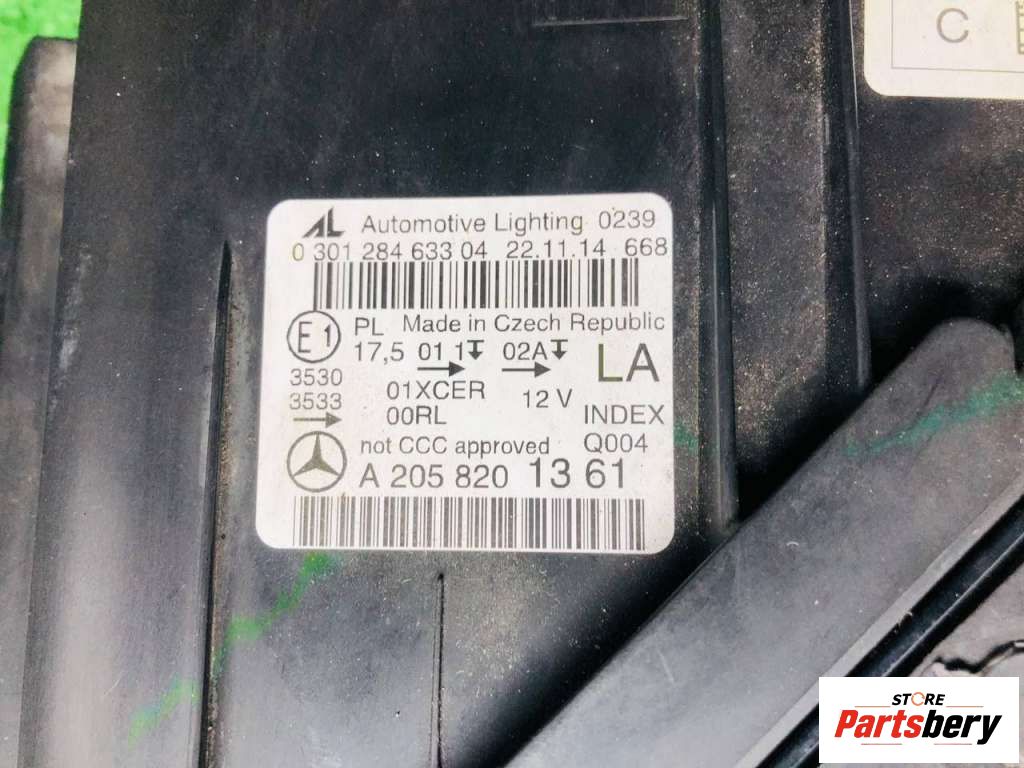 C
AL Automotive Lighting 0239
0 301 284 633 04 22.11.14 668
E1 PL Made in Czech Republic
17,5 01 1 02A LA
3530 01XCER 12 V
3533 00RL INDEX
not CCC approved Q004
A 205 820 13 61
STORE
Partsbery